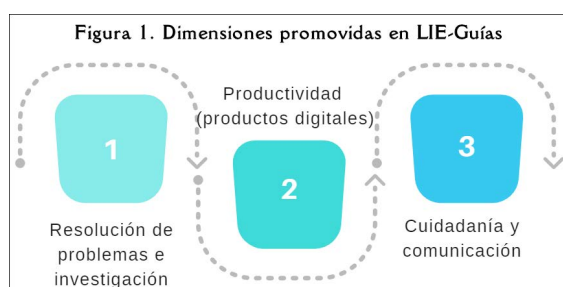 Figura 1. Dimensiones promovidas en LIE-Guías
1
Resolución de
problemas e
investigación
Productividad
(productos digitales)
2
3
Cuidadanía y
comunicación